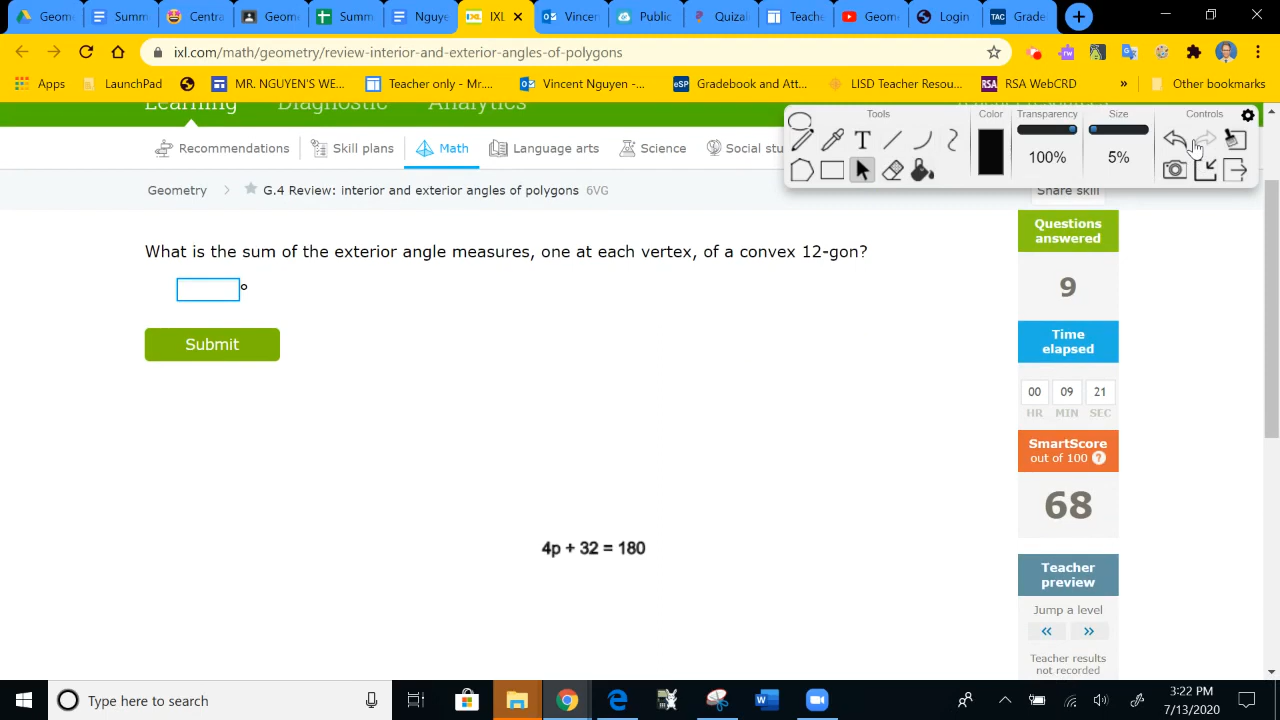 Geom
Summ
Centra
Geome
Summ
Nguye
IXL
Vincen
Public
Quizal
Teache
Geom
Login
TAC Grade
ixl.com/math/geometry/review-interior-and-exterior-angles-of-polygons
Apps
LaunchPad
MR. NGUYEN'S WE...
Teacher only - Mr....
Vincent Nguyen -...
eSP Gradebook and Att...
LISD Teacher Resou...
RSA RSA WebCRD
»
Other bookmarks
Learning
Diagnostic
Analytics
Tools
Color
Transparency
Size
Controls
T
100%
5%
Recommendations
Skill plans
Math
Language arts
Science
Social stu
Geometry > G.4 Review: interior and exterior angles of polygons 6VG
Share skill
What is the sum of the exterior angle measures, one at each vertex, of a convex 12-gon?
°
Submit
4p + 32 = 180
Questions
answered
9
Time
elapsed
00 09 21
HR MIN SEC
SmartScore
out of 100 ?
68
Teacher
preview
Jump a level
« »
Teacher results
not recorded
Type here to search
3:22 PM
7/13/2020